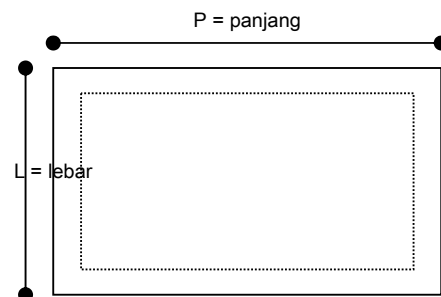 P = panjang
L = lebar